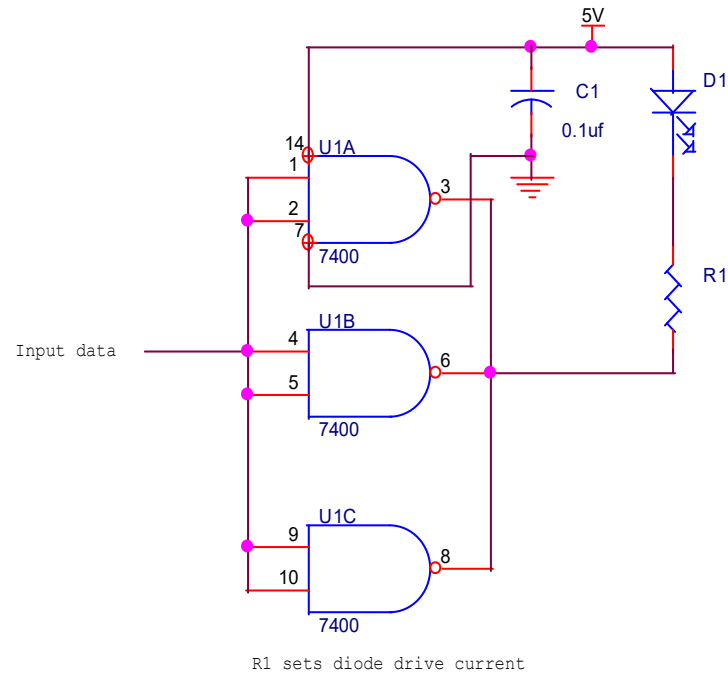 5V
D1
C1
0.1uf
14
U1A
1
3
2
7
7400
R1
U1B
Input data
4
6
5
7400
U1C
9
8
10
7400
R1 sets diode drive current